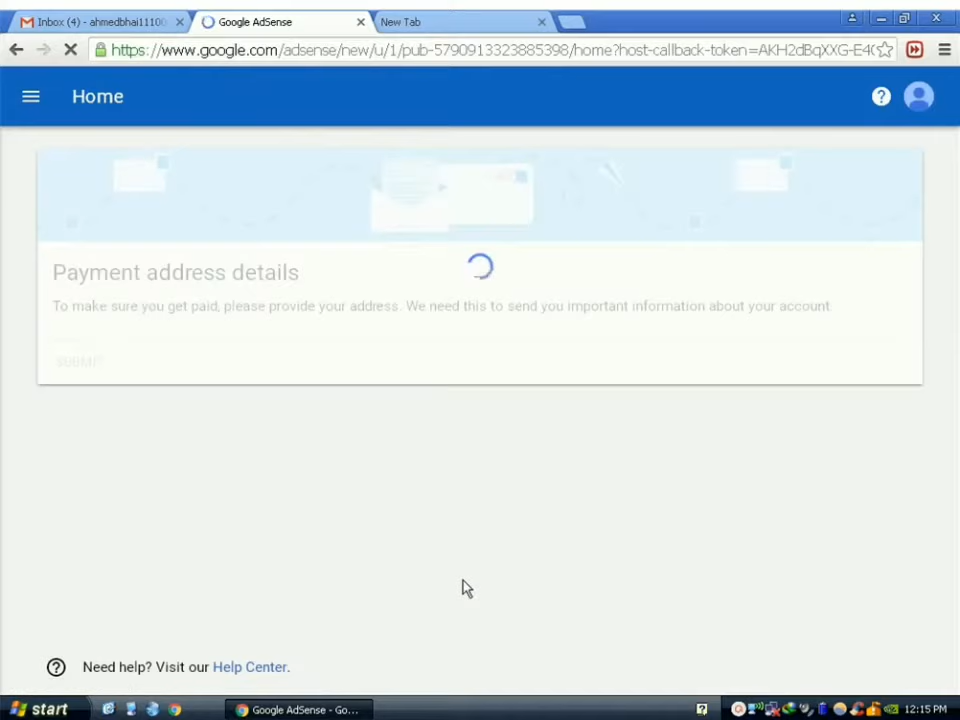 Inbox (4) - ahmedbhai11100
Google AdSense
New Tab
https://www.google.com/adsense/new/u/1/pub-5790913323885398/home?host-callback-token=AKH2dBqXXG-E4
Home
Payment address details
To make sure you get paid, please provide your address. We need this to send you important information about your account.
SUBMIT
Need help? Visit our Help Center.
start
Google AdSense - Go...
12:15 PM